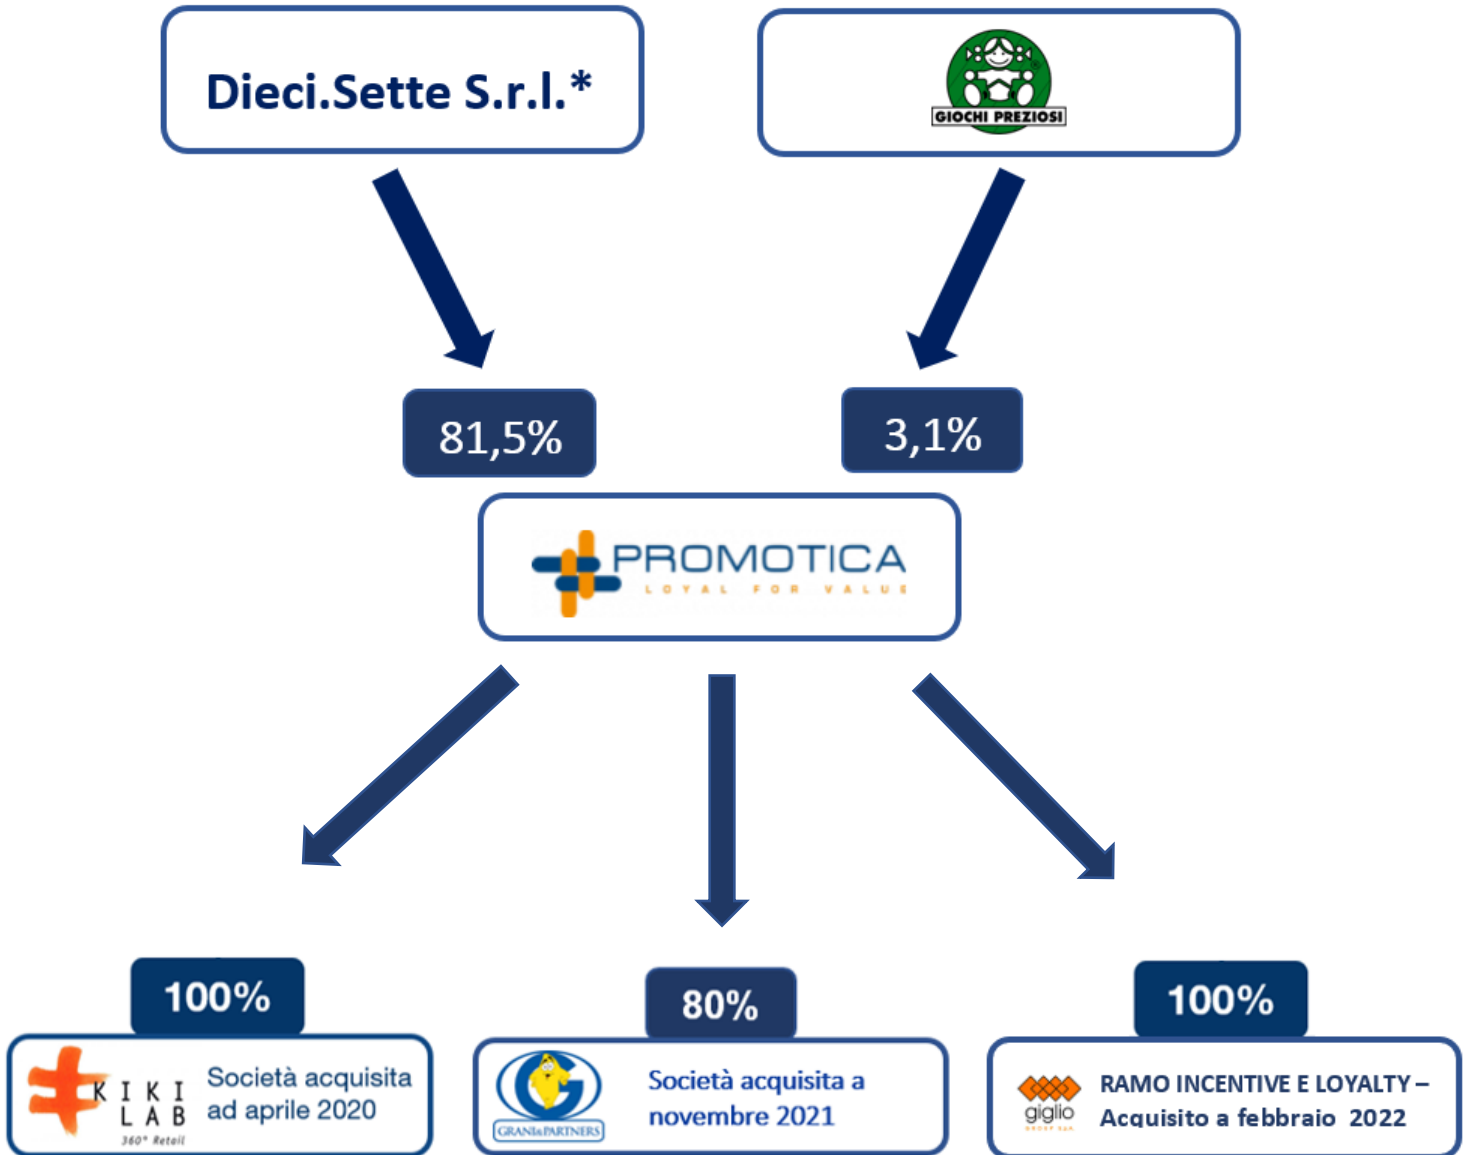 Dieci.Sette S.r.l.*
GIOCHI PREZIOSI
81,5%
3,1%
PROMOTICA
LOYAL FOR VALUE
100%
80%
100%
KIKI
LAB
360° Retail
Società acquisita
ad aprile 2020
G
GRANI&PARTNERS
Società acquisita a
novembre 2021
giglio
GROUP S.p.A.
RAMO INCENTIVE E LOYALTY –
Acquisito a febbraio 2022